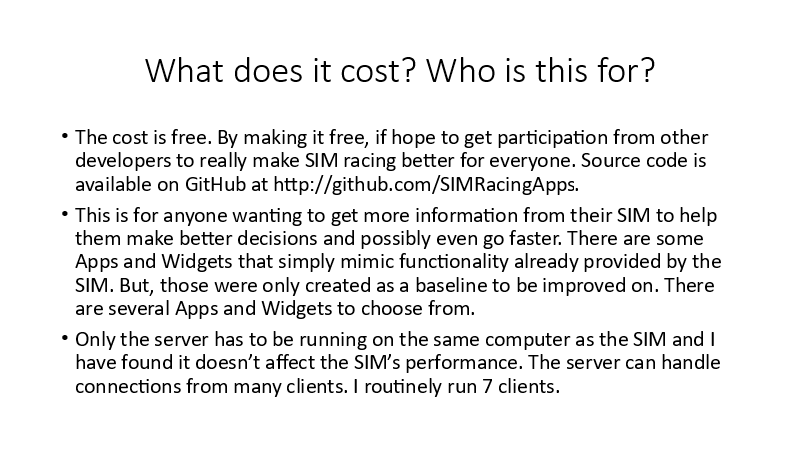 What does it cost? Who is this for?
• The cost is free. By making it free, if hope to get participation from other
developers to really make SIM racing better for everyone. Source code is
available on GitHub at http://github.com/SIMRacingApps.
• This is for anyone wanting to get more information from their SIM to help
them make better decisions and possibly even go faster. There are some
Apps and Widgets that simply mimic functionality already provided by the
SIM. But, those were only created as a baseline to be improved on. There
are several Apps and Widgets to choose from.
• Only the server has to be running on the same computer as the SIM and I
have found it doesn’t affect the SIM’s performance. The server can handle
connections from many clients. I routinely run 7 clients.